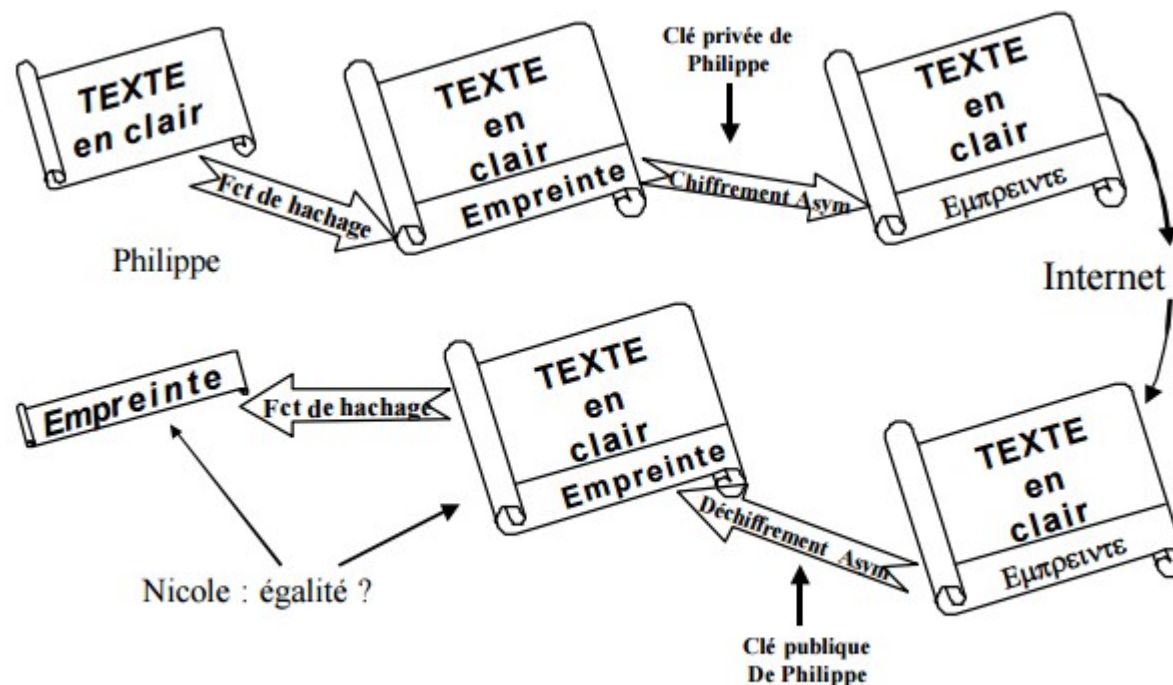 TEXTE
en clair
Fct de hachage
Philippe
TEXTE
en
clair
Empreinte
Clé privée de
Philippe
Chiffrement Asym
TEXTE
en
clair
Εμπρειντε
Internet
TEXTE
en
clair
Εμπρειντε
Déchiffrement Asym
Clé publique
De Philippe
TEXTE
en
clair
Empreinte
Fct de hachage
Empreinte
Nicole : égalité ?